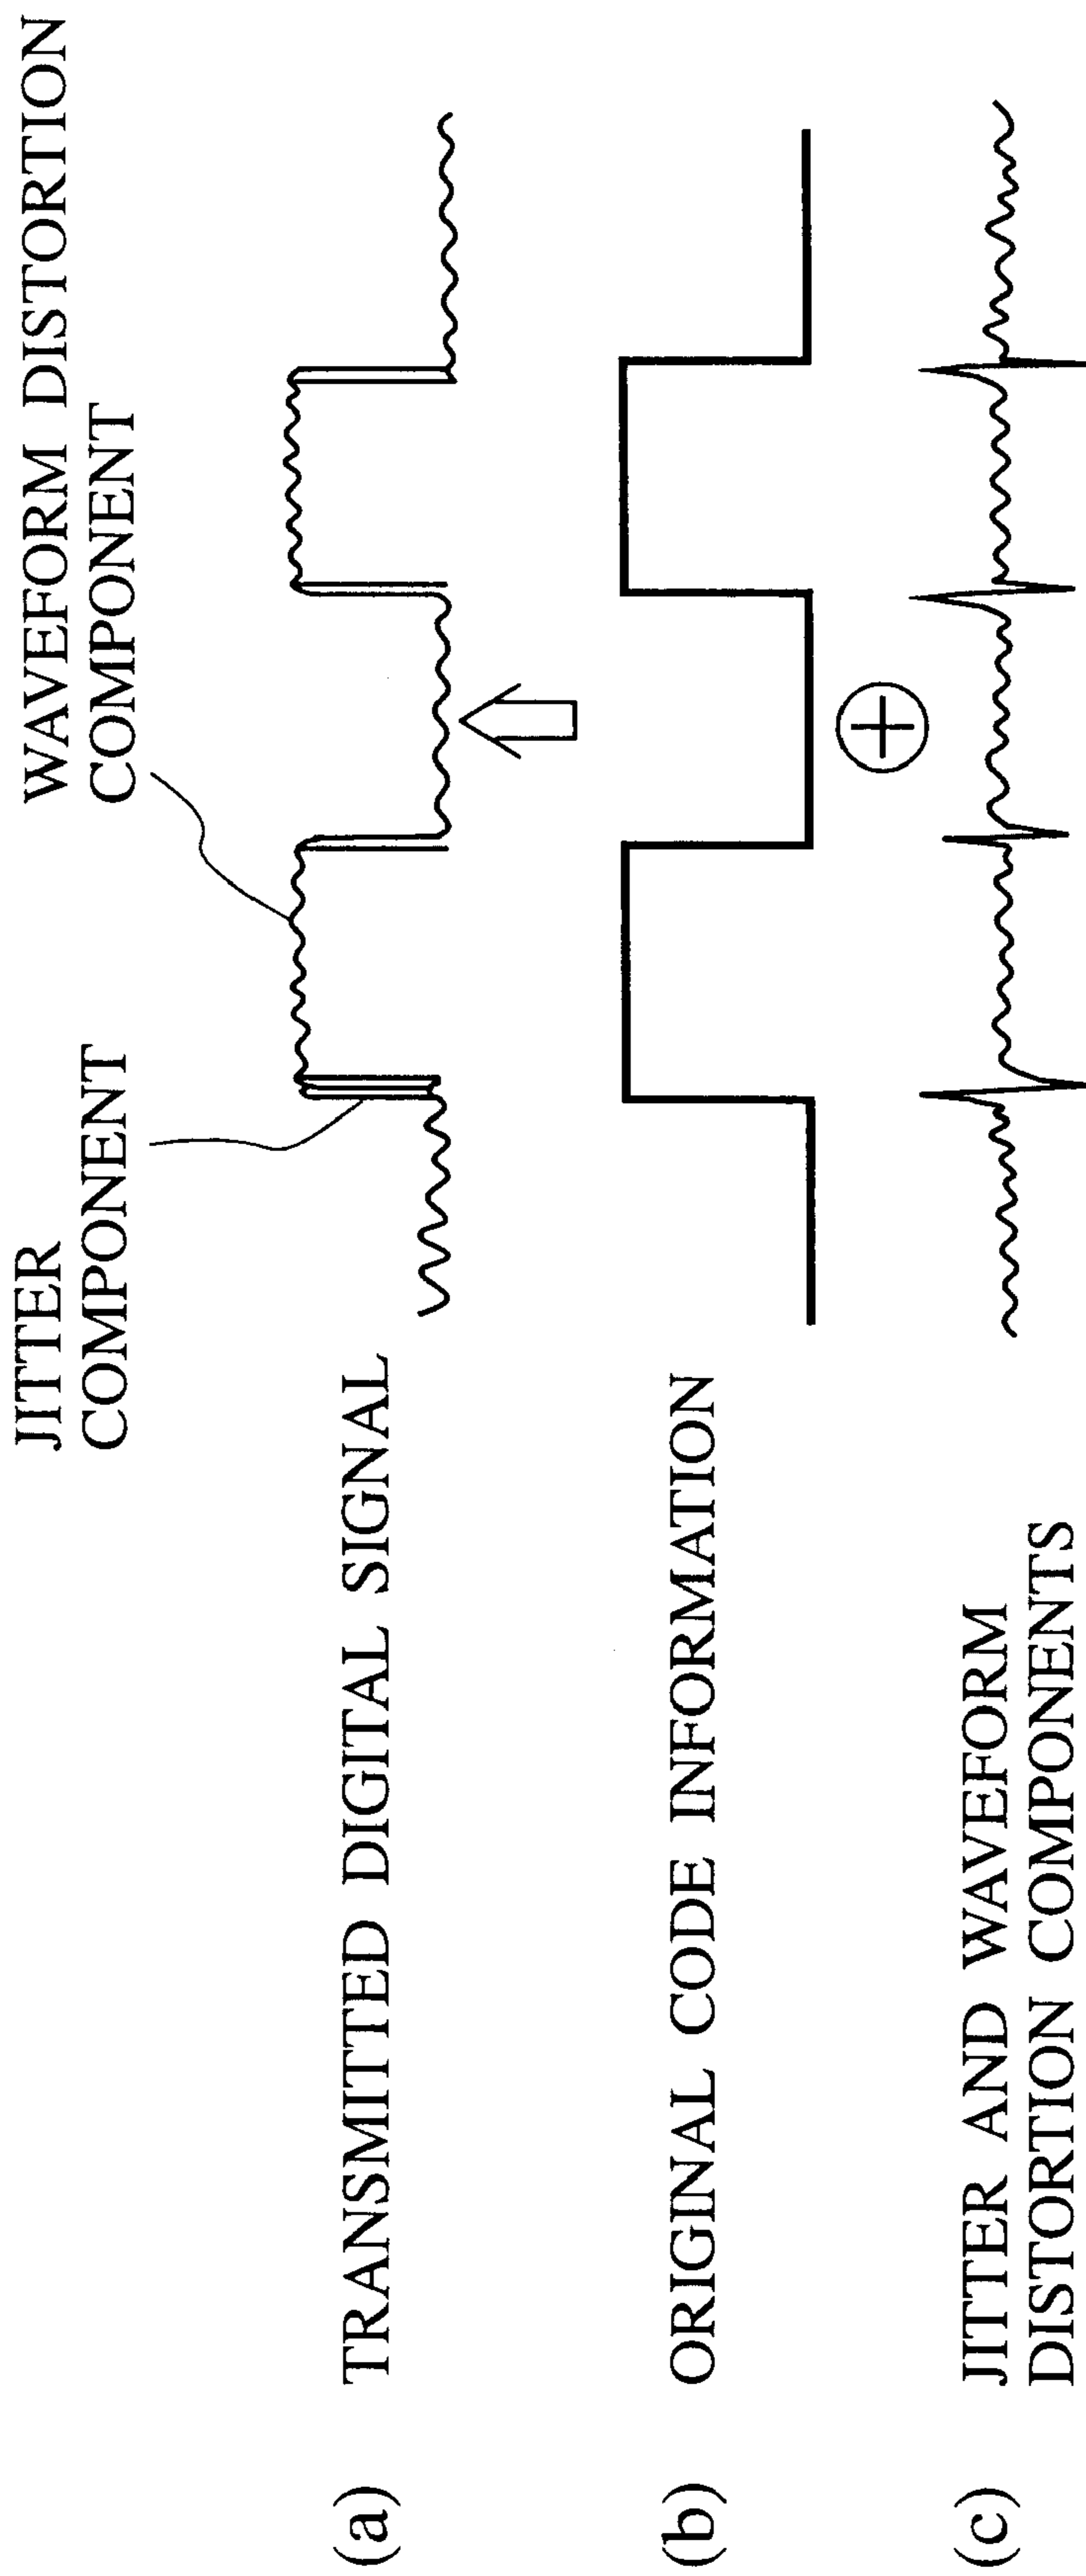 JITTER
COMPONENT
WAVEFORM DISTORTION
COMPONENT
(a) TRANSMITTED DIGITAL SIGNAL
(b) ORIGINAL CODE INFORMATION
(c) JITTER AND WAVEFORM
DISTORTION COMPONENTS